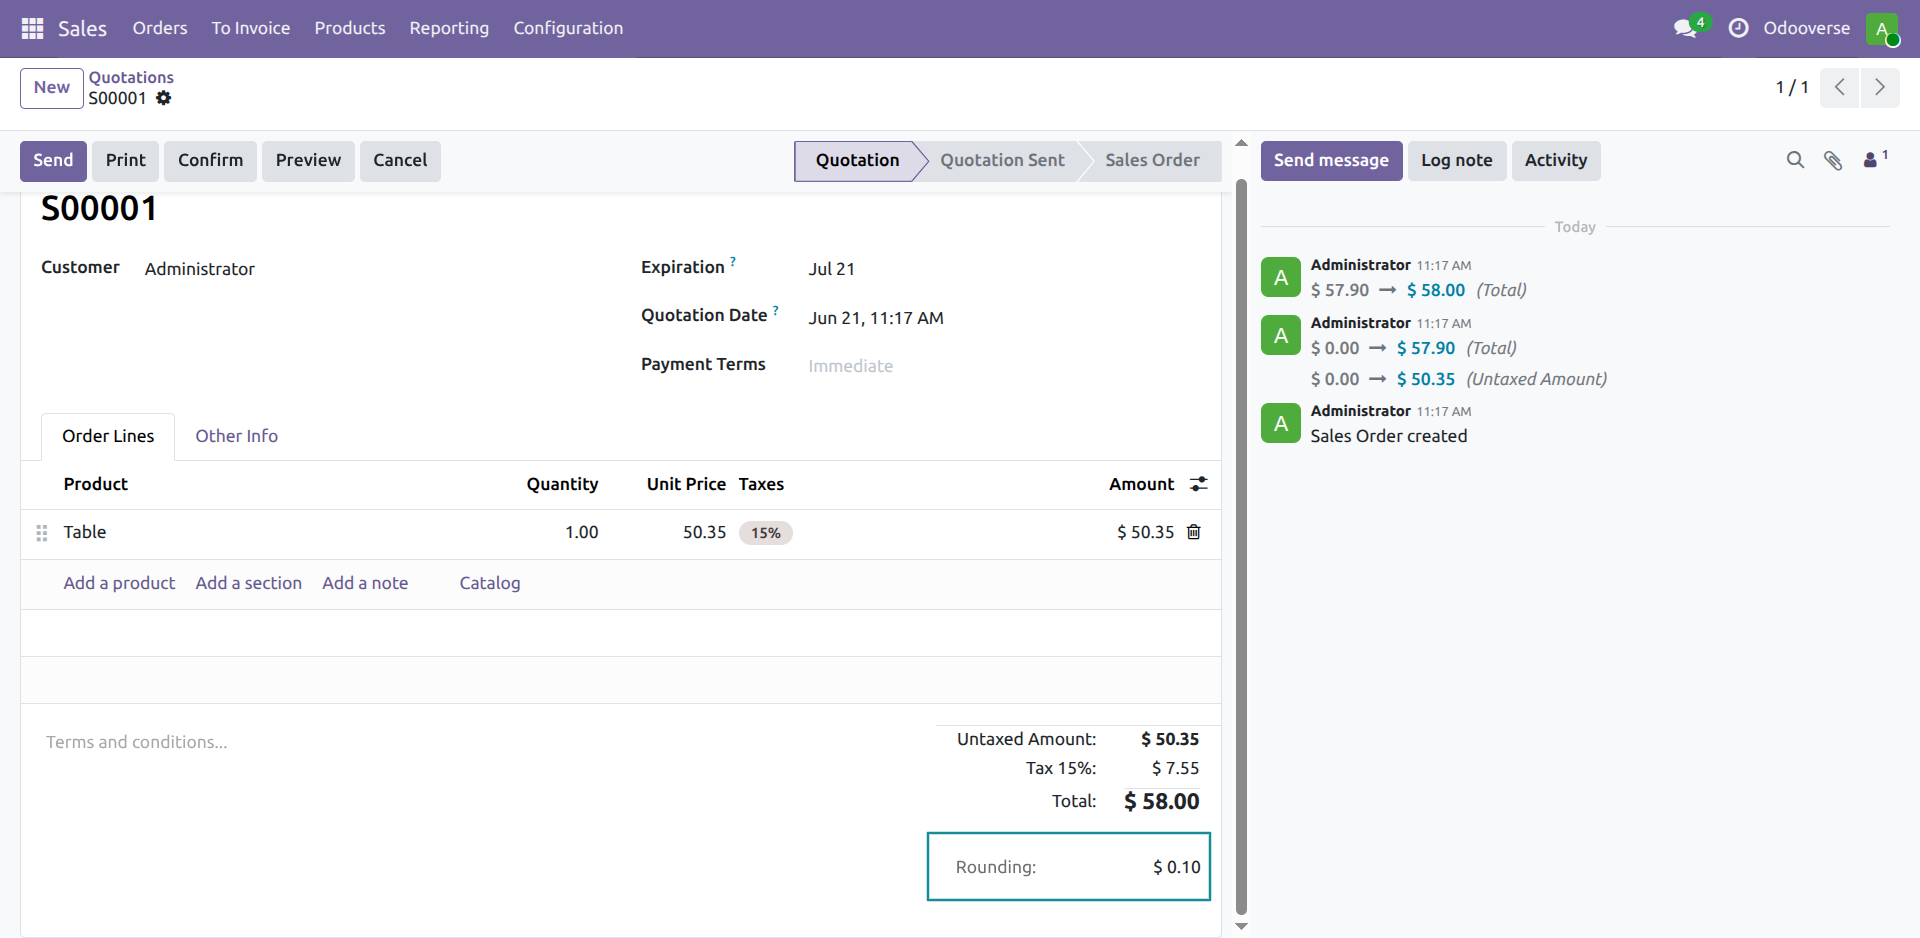 Sales Orders To Invoice Products Reporting Configuration 4 Odooverse A
New Quotations
S00001
1 / 1
Send Print Confirm Preview Cancel Quotation Quotation Sent Sales Order
Send message Log note Activity 1
S00001
Customer Administrator
Expiration ? Jul 21
Quotation Date ? Jun 21, 11:17 AM
Payment Terms Immediate
Order Lines Other Info
Product Quantity Unit Price Taxes Amount
Table 1.00 50.35 15% $ 50.35
Add a product Add a section Add a note Catalog
Terms and conditions...
Untaxed Amount: $ 50.35
Tax 15%: $ 7.55
Total: $ 58.00
Rounding: $ 0.10
Today
A Administrator 11:17 AM
$ 57.90 → $ 58.00 (Total)
A Administrator 11:17 AM
$ 0.00 → $ 57.90 (Total)
$ 0.00 → $ 50.35 (Untaxed Amount)
A Administrator 11:17 AM
Sales Order created